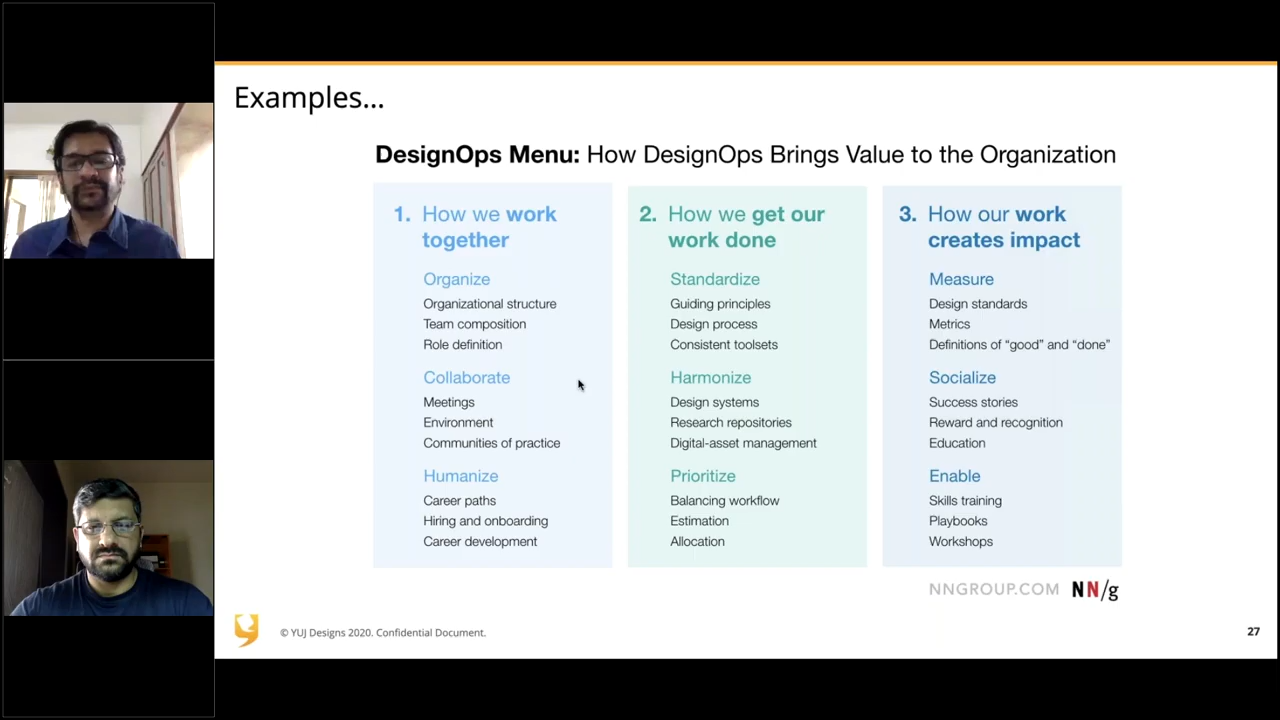 Examples...
DesignOps Menu: How DesignOps Brings Value to the Organization
1. How we work
together
Organize
Organizational structure
Team composition
Role definition
Collaborate
Meetings
Environment
Communities of practice
Humanize
Career paths
Hiring and onboarding
Career development
2. How we get our
work done
Standardize
Guiding principles
Design process
Consistent toolsets
Harmonize
Design systems
Research repositories
Digital-asset management
Prioritize
Balancing workflow
Estimation
Allocation
3. How our work
creates impact
Measure
Design standards
Metrics
Definitions of “good” and “done”
Socialize
Success stories
Reward and recognition
Education
Enable
Skills training
Playbooks
Workshops
NNGROUP.COM NN/g
© YUJ Designs 2020. Confidential Document.
27